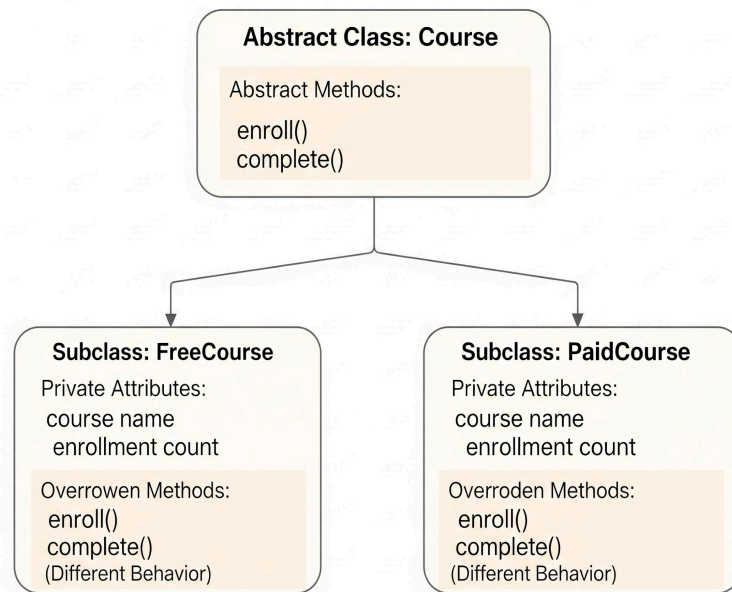 Abstract Class: Course
Abstract Methods:
enroll()
complete()
Subclass: FreeCourse
Private Attributes:
course name
enrollment count
Overrowen Methods:
enroll()
complete()
(Different Behavior)
Subclass: PaidCourse
Private Attributes:
course name
enrollment count
Overroden Methods:
enroll()
complete()
(Different Behavior)